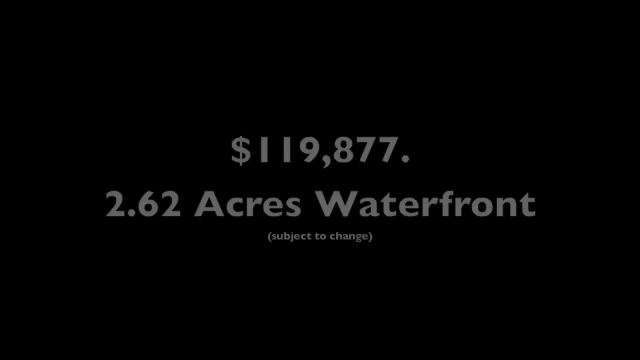 $119,877.
2.62 Acres Waterfront
(subject to change)